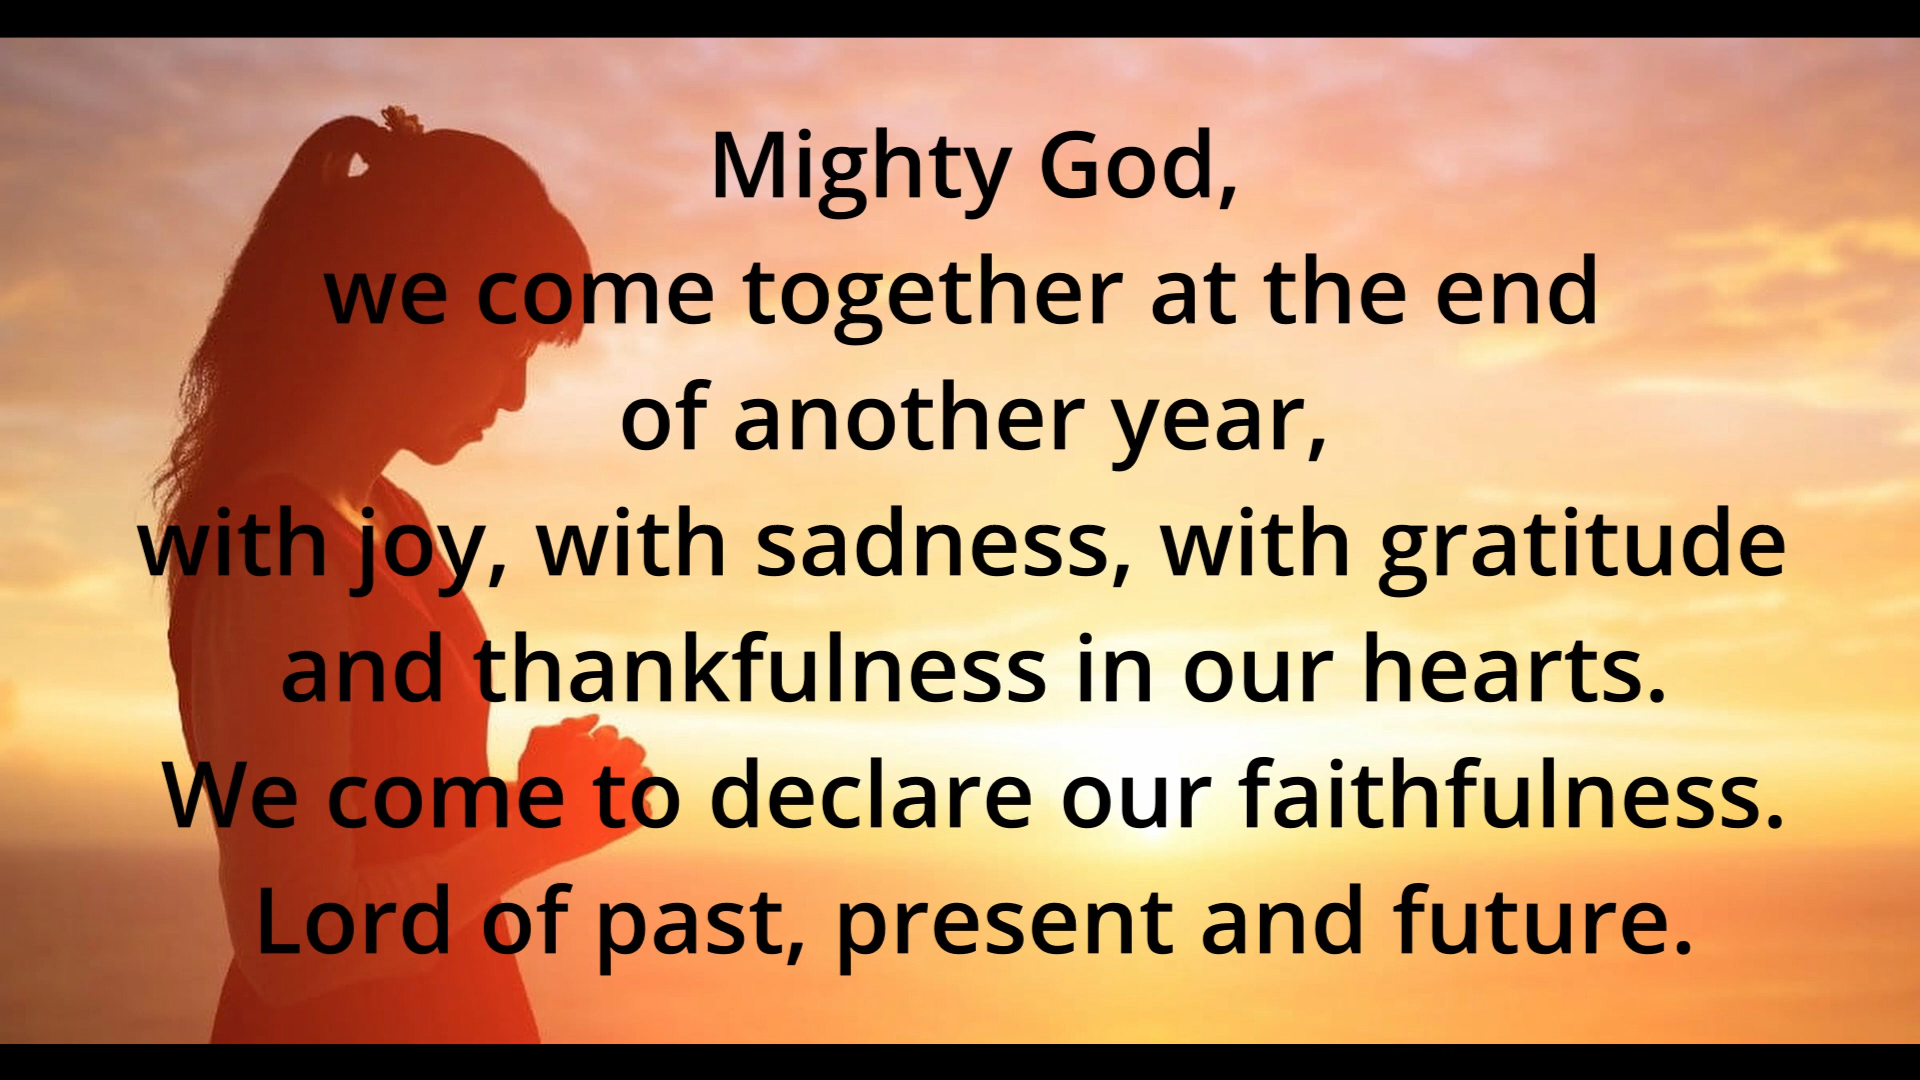 Mighty God,
we come together at the end
of another year,
with joy, with sadness, with gratitude
and thankfulness in our hearts.
We come to declare our faithfulness.
Lord of past, present and future.